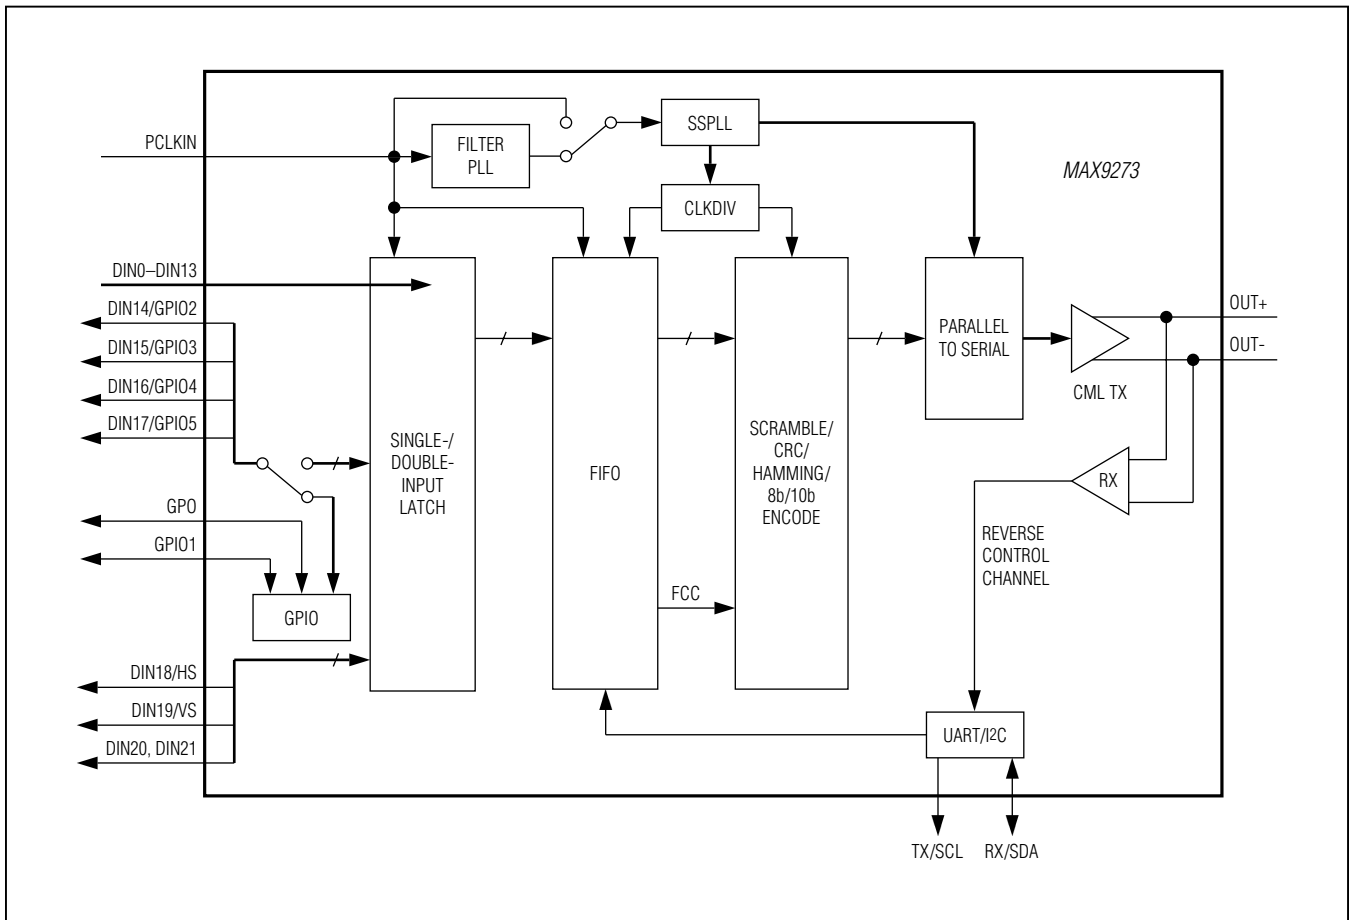 PCLKIN
FILTER
PLL
SSPLL
CLKDIV
MAX9273
DIN0–DIN13
DIN14/GPIO2
DIN15/GPIO3
DIN16/GPIO4
DIN17/GPIO5
GPO
GPIO1
GPIO
DIN18/HS
DIN19/VS
DIN20, DIN21
SINGLE-/
DOUBLE-
INPUT
LATCH
FIFO
FCC
SCRAMBLE/
CRC/
HAMMING/
8b/10b
ENCODE
PARALLEL
TO SERIAL
CML TX
OUT+
OUT-
RX
REVERSE
CONTROL
CHANNEL
UART/I2C
TX/SCL
RX/SDA